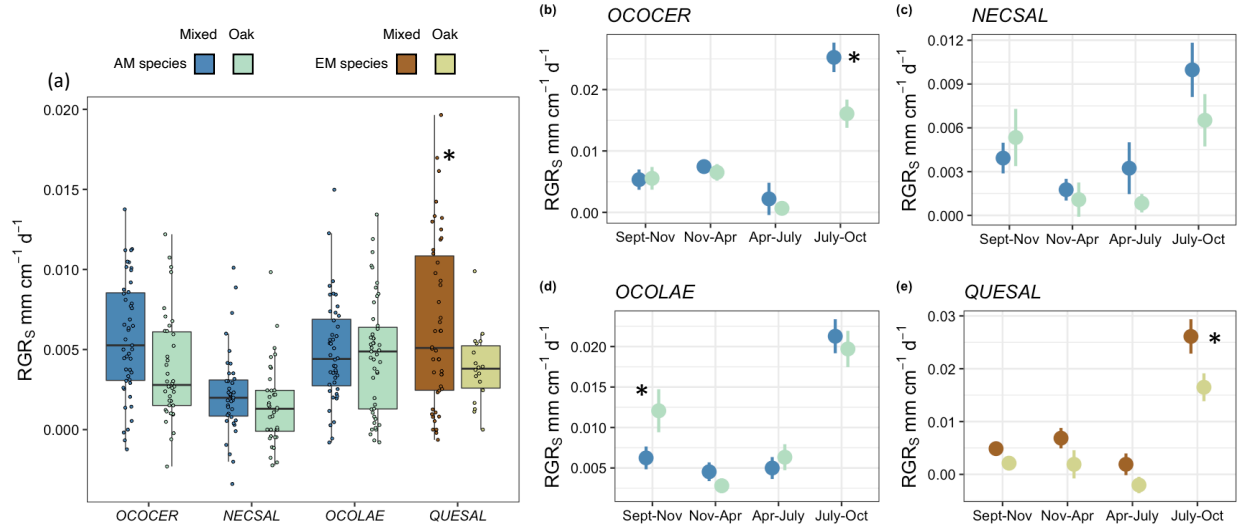 Mixed Oak Mixed Oak
AM species EM species
(a)
RGRS mm cm−1 d−1
0.020
0.015
0.010
0.005
0.000
*
OCOCER NECSAL OCOLAE QUESAL
(b) OCOCER
RGRS mm cm−1 d−1
0.02
0.01
0.00
*
Sept-Nov Nov-Apr Apr-July July-Oct
(c) NECSAL
RGRS mm cm−1 d−1
0.012
0.009
0.006
0.003
0.000
Sept-Nov Nov-Apr Apr-July July-Oct
(d) OCOLAE
RGRS mm cm−1 d−1
0.020
0.015
0.010
0.005
*
Sept-Nov Nov-Apr Apr-July July-Oct
(e) QUESAL
RGRS mm cm−1 d−1
0.03
0.02
0.01
0.00
*
Sept-Nov Nov-Apr Apr-July July-Oct